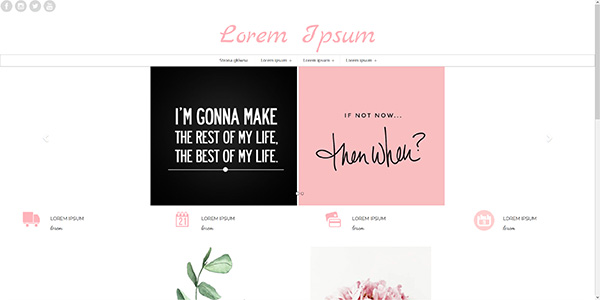 Lorem Ipsum
Strona główna Lorem ipsum Lorem ipsum Lorem ipsum
I'M GONNA MAKE
THE REST OF MY LIFE,
THE BEST OF MY LIFE.
IF NOT NOW...
then when?
21
LOREM IPSUM
lorem
LOREM IPSUM
lorem
LOREM IPSUM
lorem
LOREM IPSUM
lorem